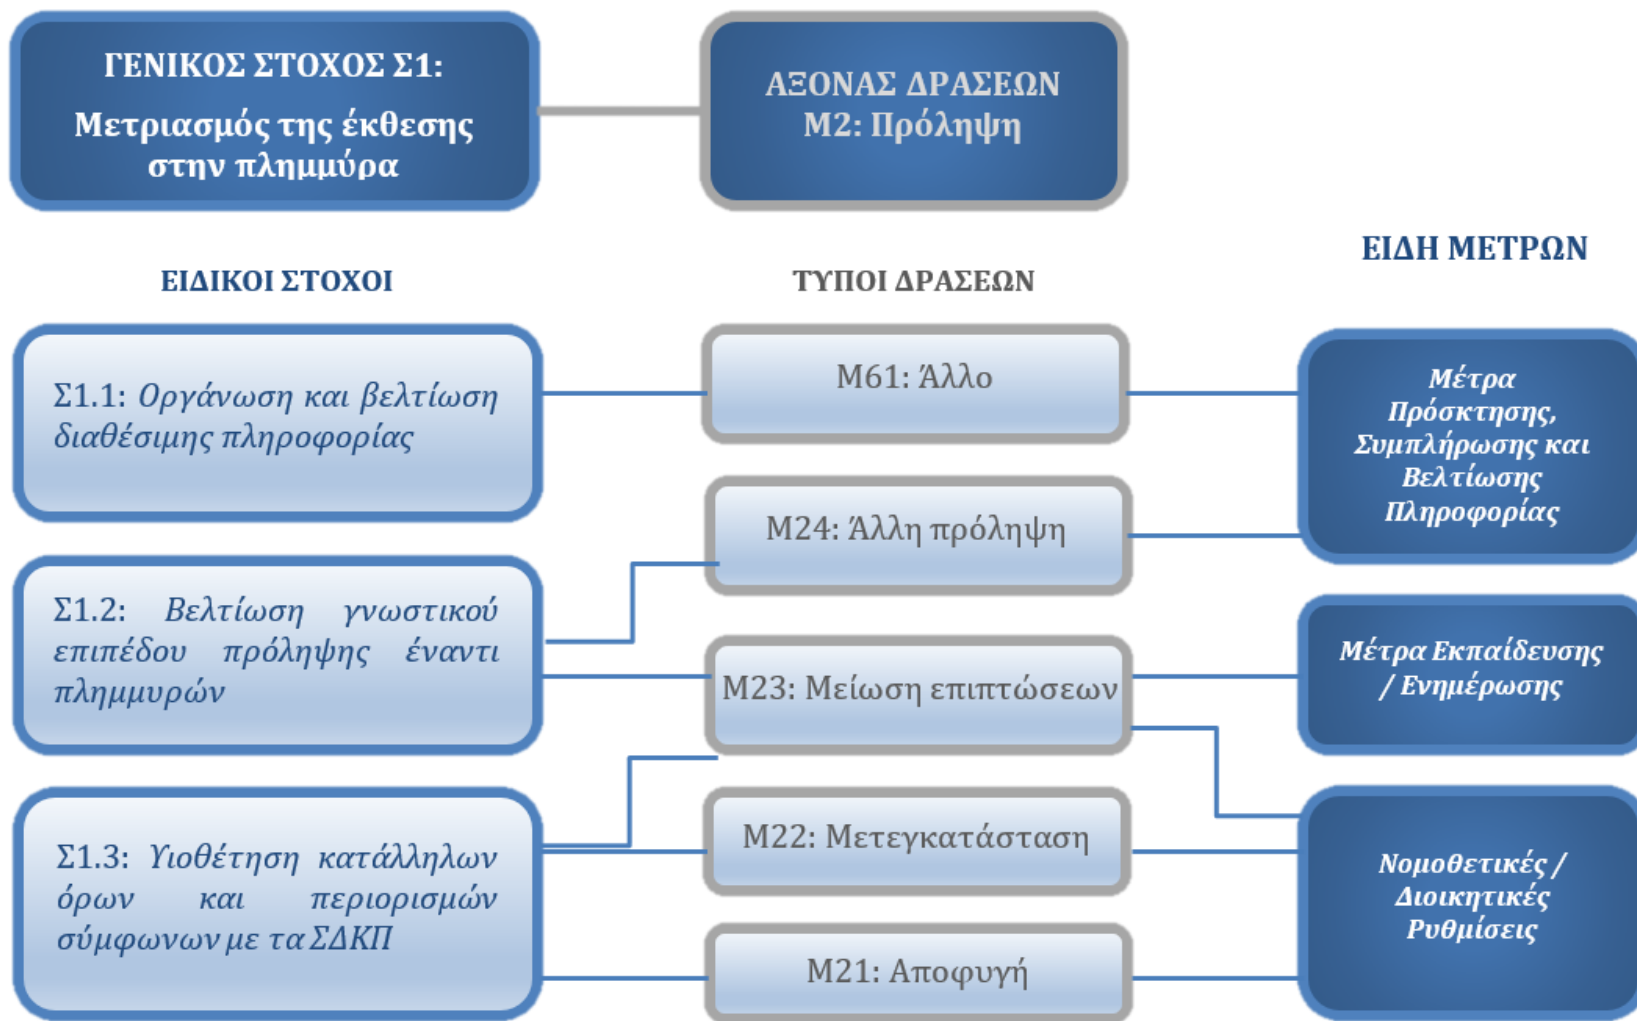 ΓΕΝΙΚΟΣ ΣΤΟΧΟΣ Σ1:
Μετριασμός της έκθεσης
στην πλημμύρα
ΑΞΟΝΑΣ ΔΡΑΣΕΩΝ
Μ2: Πρόληψη
ΕΙΔΙΚΟΙ ΣΤΟΧΟΙ
ΤΥΠΟΙ ΔΡΑΣΕΩΝ
ΕΙΔΗ ΜΕΤΡΩΝ
Σ1.1: Οργάνωση και βελτίωση
διαθέσιμης πληροφορίας
Σ1.2: Βελτίωση γνωστικού
επιπέδου πρόληψης έναντι
πλημμυρών
Σ1.3: Υιοθέτηση κατάλληλων
όρων και περιορισμών
σύμφωνων με τα ΣΔΚΠ
Μ61: Άλλο
Μ24: Άλλη πρόληψη
Μ23: Μείωση επιπτώσεων
Μ22: Μετεγκατάσταση
Μ21: Αποφυγή
Μέτρα
Πρόσκτησης,
Συμπλήρωσης και
Βελτίωσης
Πληροφορίας
Μέτρα Εκπαίδευσης
/ Ενημέρωσης
Νομοθετικές /
Διοικητικές
Ρυθμίσεις